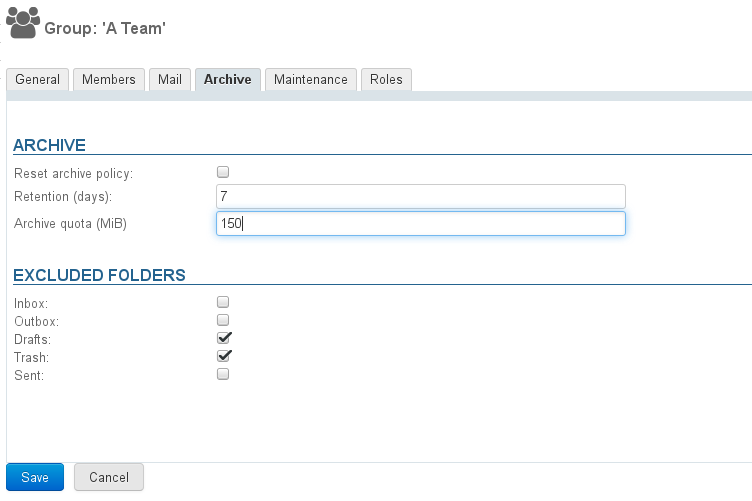 Group: 'A Team'
General Members Mail Archive Maintenance Roles
ARCHIVE
Reset archive policy:
Retention (days): 7
Archive quota (MiB) 150
EXCLUDED FOLDERS
Inbox:
Outbox:
Drafts:
Trash:
Sent:
Save Cancel